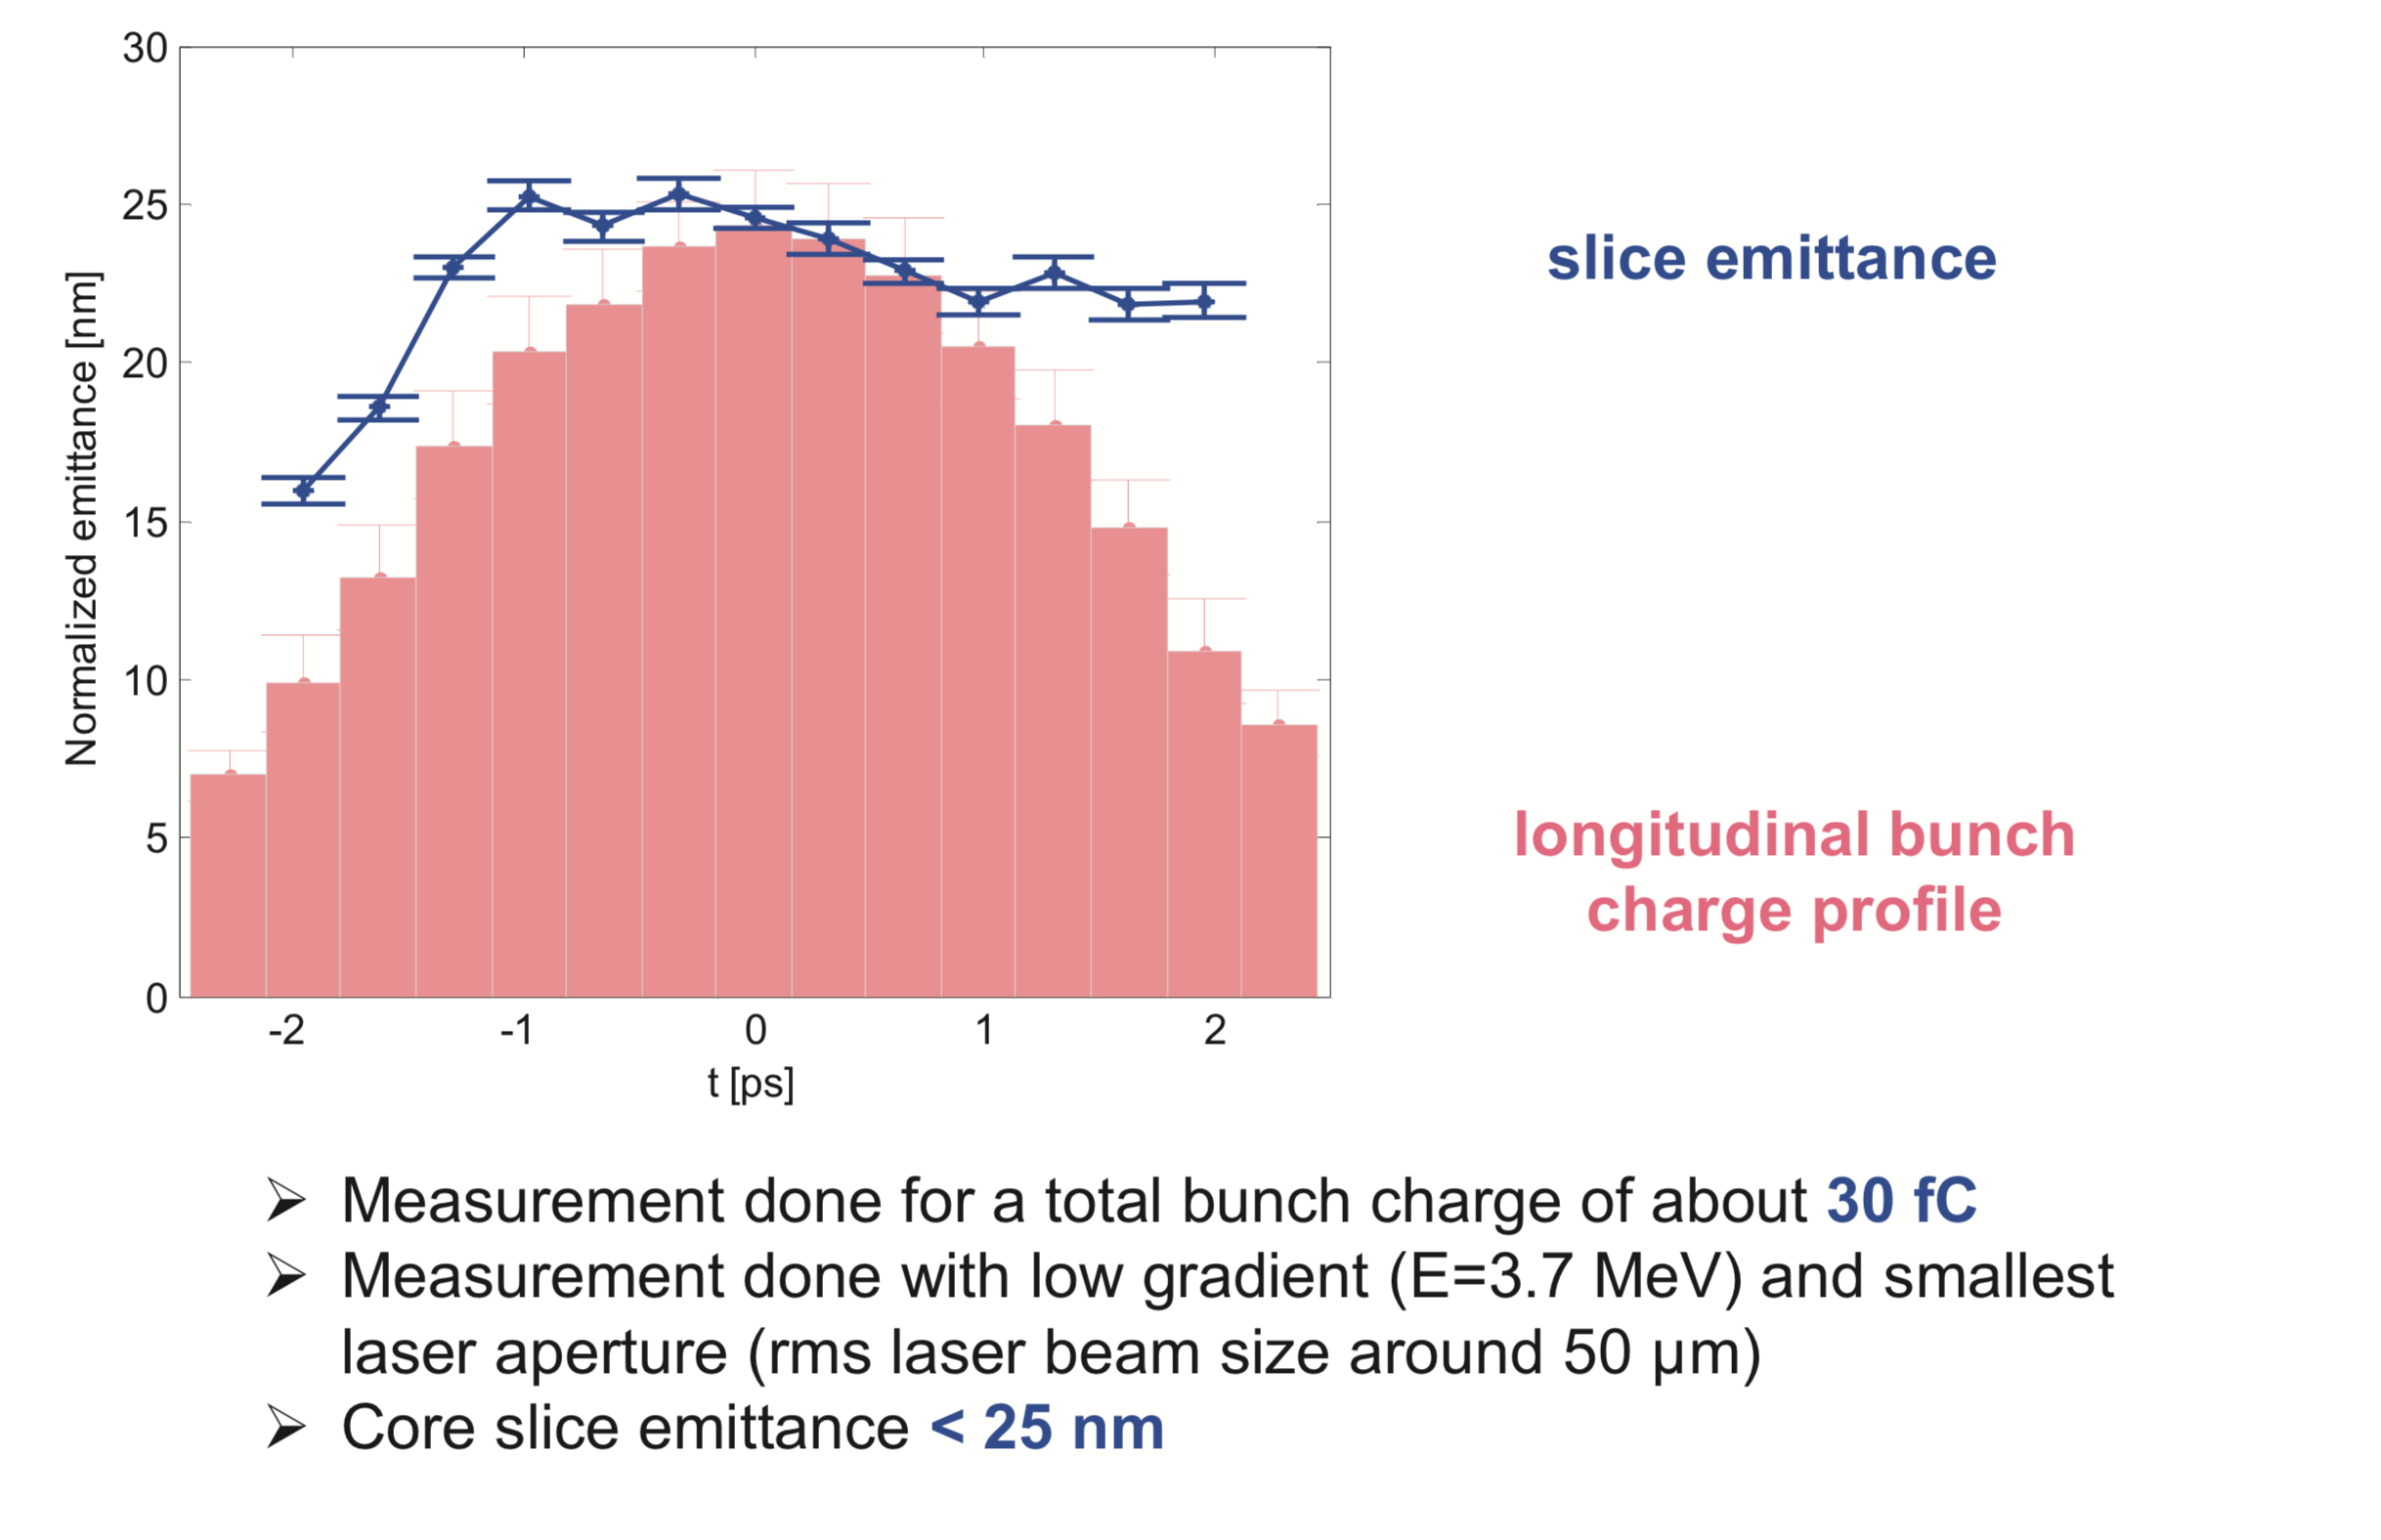 30
25
20
15
10
5
0
Normalized emittance [nm]
-2 -1 0 1 2
t [ps]
slice emittance
longitudinal bunch
charge profile
➢ Measurement done for a total bunch charge of about 30 fC
➢ Measurement done with low gradient (E=3.7 MeV) and smallest
laser aperture (rms laser beam size around 50 µm)
➢ Core slice emittance < 25 nm